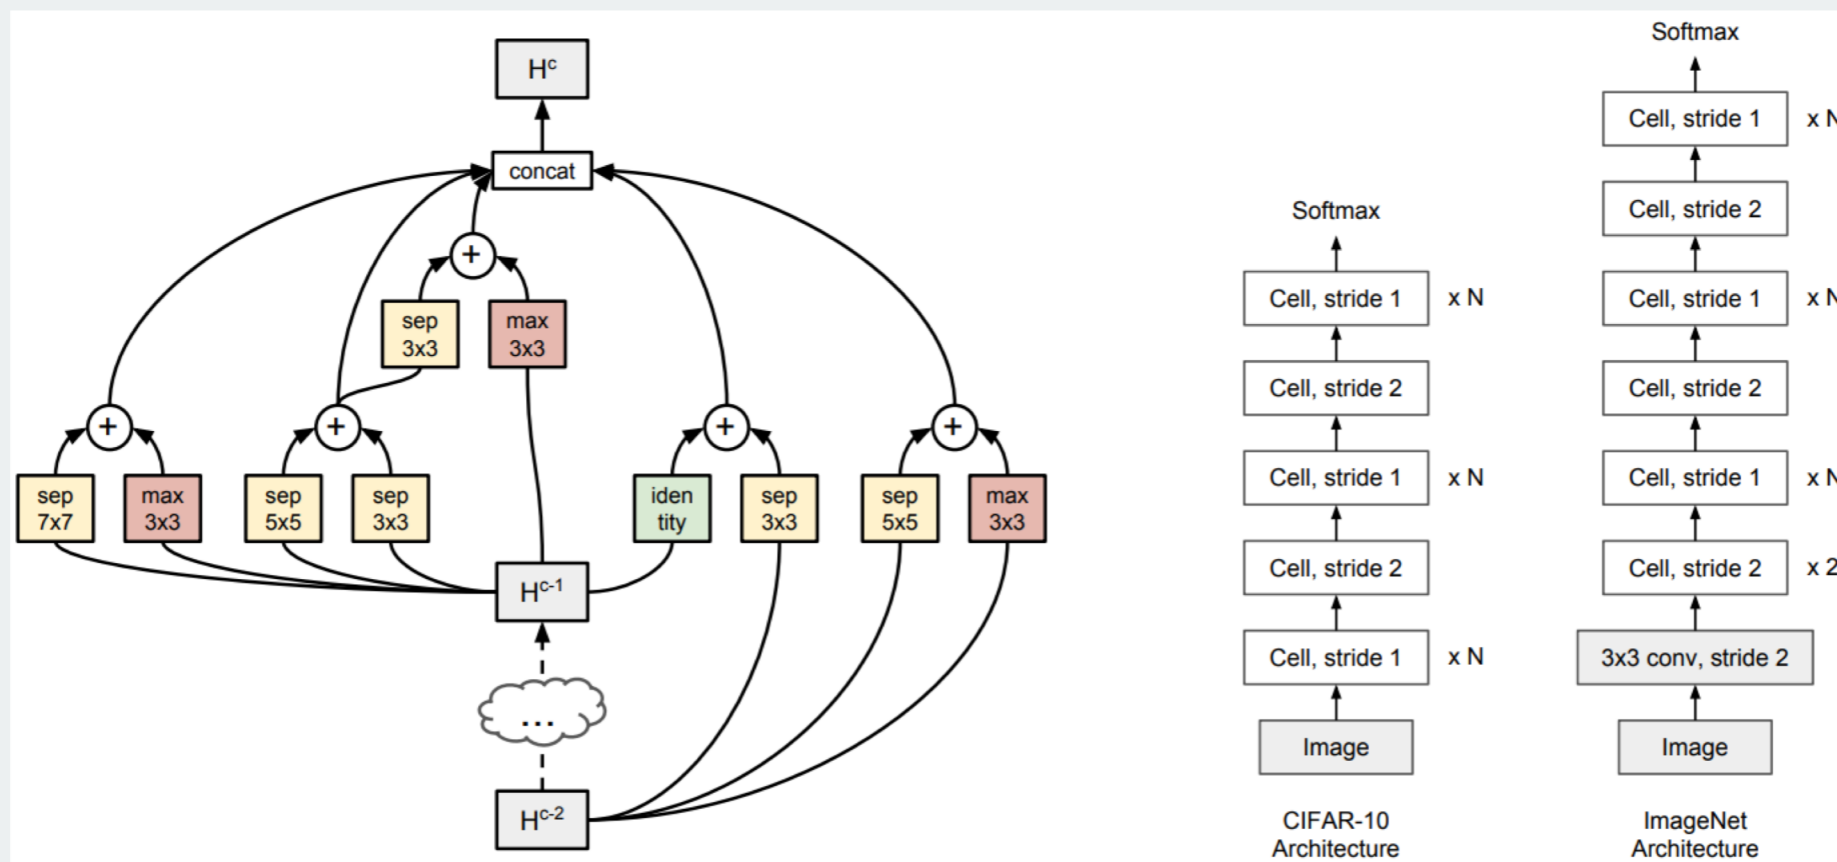 H^c
concat
+
sep
3x3
max
3x3
+
+
+
+
sep
7x7
max
3x3
sep
5x5
sep
3x3
iden
tity
sep
3x3
sep
5x5
max
3x3
H^c-1
...
H^c-2
Softmax
Cell, stride 1 x N
Cell, stride 2
Cell, stride 1 x N
Cell, stride 2
Cell, stride 1 x N
Image
CIFAR-10
Architecture
Softmax
Cell, stride 1 x N
Cell, stride 2
Cell, stride 1 x N
Cell, stride 2
Cell, stride 1 x N
Cell, stride 2 x 2
3x3 conv, stride 2
Image
ImageNet
Architecture